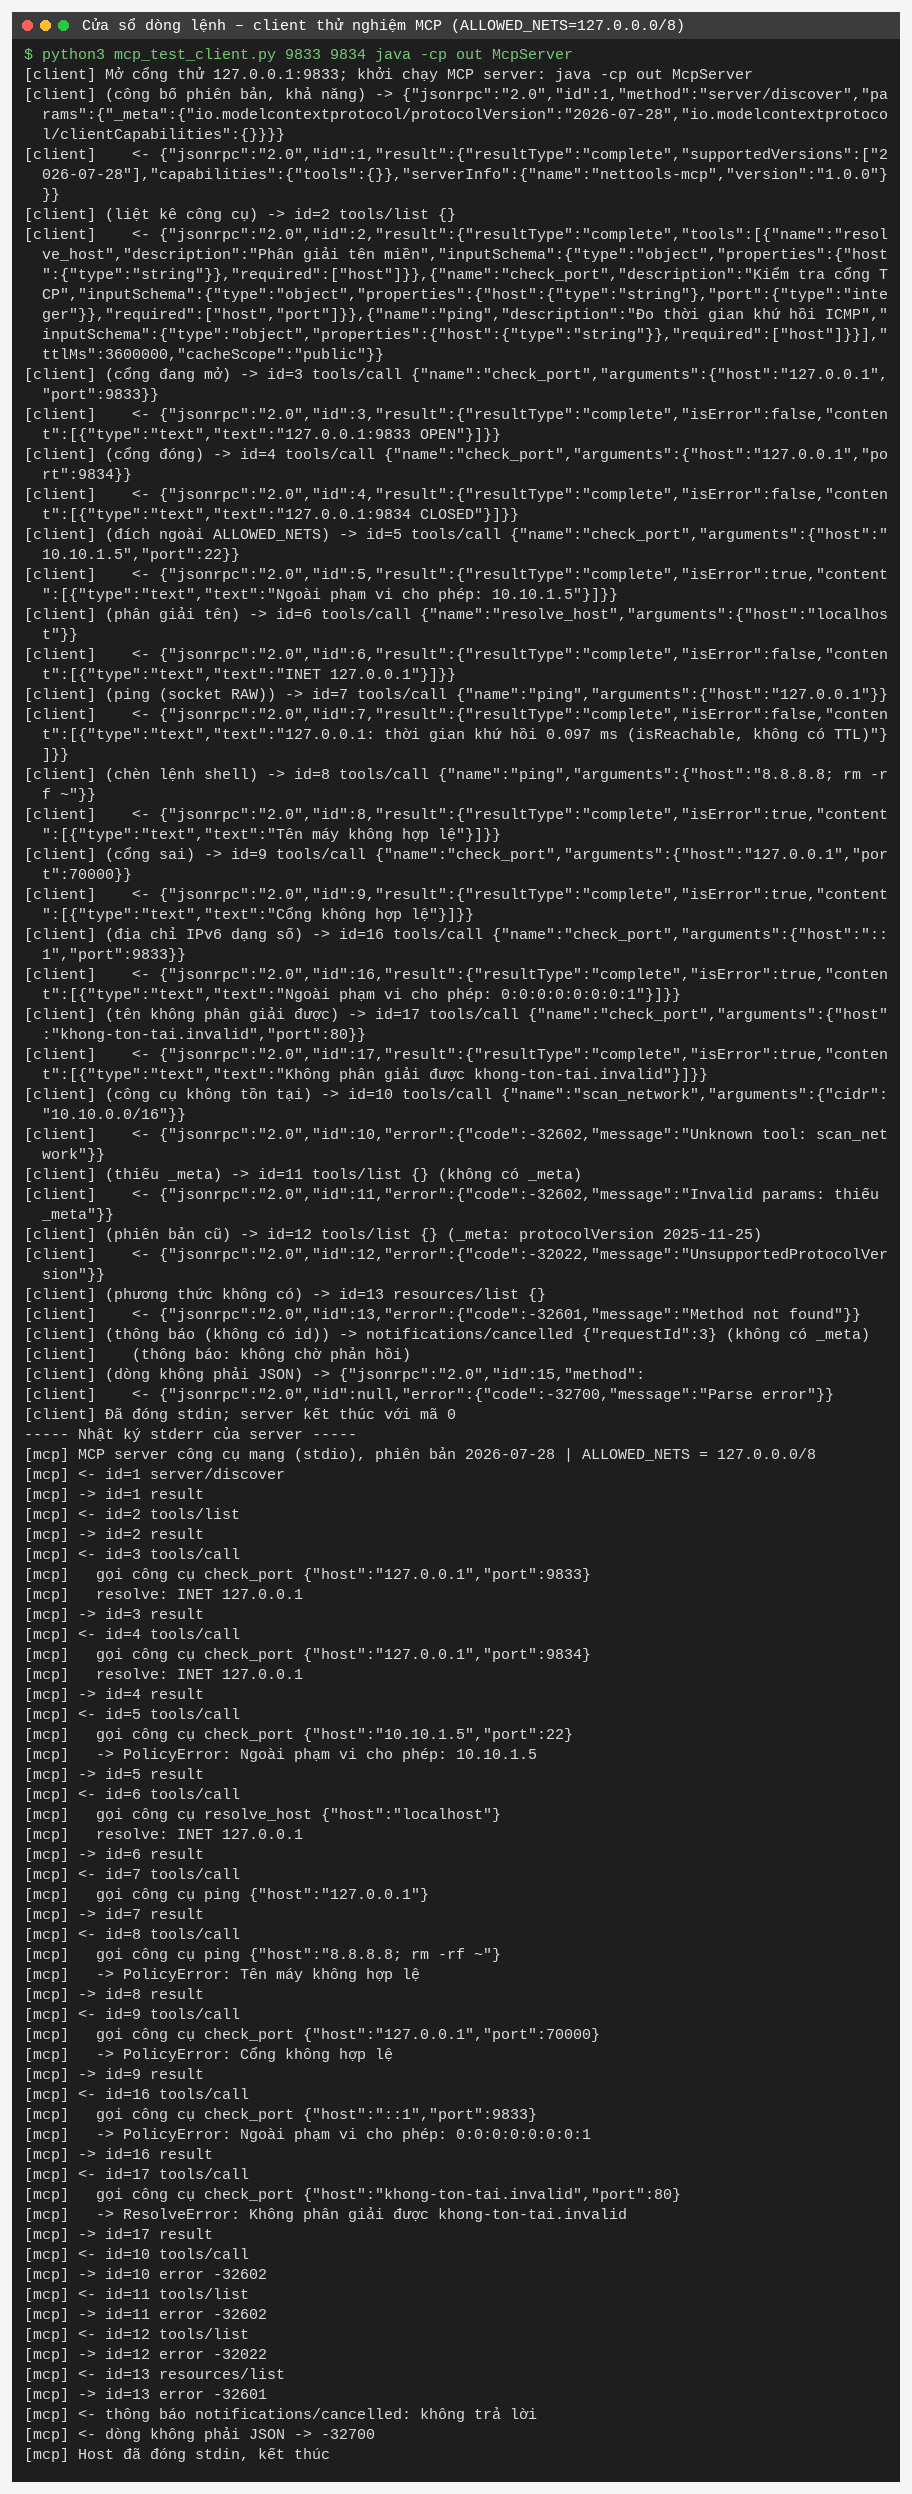 Cửa sổ dòng lệnh – client thử nghiệm MCP (ALLOWED_NETS=127.0.0.0/8)
$ python3 mcp_test_client.py 9833 9834 java -cp out McpServer
[client] Mở cổng thử 127.0.0.1:9833; khởi chạy MCP server: java -cp out McpServer
[client] (công bố phiên bản, khả năng) -> {"jsonrpc":"2.0","id":1,"method":"server/discover","pa
rams":{"_meta":{"io.modelcontextprotocol/protocolVersion":"2026-07-28","io.modelcontextprotoco
l/clientCapabilities":{}}}}
[client]    <- {"jsonrpc":"2.0","id":1,"result":{"resultType":"complete","supportedVersions":["2
026-07-28"],"capabilities":{"tools":{}},"serverInfo":{"name":"nettools-mcp","version":"1.0.0"}
}}
[client] (liệt kê công cụ) -> id=2 tools/list {}
[client]    <- {"jsonrpc":"2.0","id":2,"result":{"resultType":"complete","tools":[{"name":"resol
ve_host","description":"Phân giải tên miền","inputSchema":{"type":"object","properties":{"host
":{"type":"string"}},"required":["host"]}},{"name":"check_port","description":"Kiểm tra cổng T
CP","inputSchema":{"type":"object","properties":{"host":{"type":"string"},"port":{"type":"inte
ger"}},"required":["host","port"]}},{"name":"ping","description":"Đo thời gian khứ hồi ICMP","
inputSchema":{"type":"object","properties":{"host":{"type":"string"}},"required":["host"]}}],"
ttlMs":3600000,"cacheScope":"public"}}
[client] (cổng đang mở) -> id=3 tools/call {"name":"check_port","arguments":{"host":"127.0.0.1",
"port":9833}}
[client]    <- {"jsonrpc":"2.0","id":3,"result":{"resultType":"complete","isError":false,"conten
t":[{"type":"text","text":"127.0.0.1:9833 OPEN"}]}}
[client] (cổng đóng) -> id=4 tools/call {"name":"check_port","arguments":{"host":"127.0.0.1","po
rt":9834}}
[client]    <- {"jsonrpc":"2.0","id":4,"result":{"resultType":"complete","isError":false,"conten
t":[{"type":"text","text":"127.0.0.1:9834 CLOSED"}]}}
[client] (đích ngoài ALLOWED_NETS) -> id=5 tools/call {"name":"check_port","arguments":{"host":"
10.10.1.5","port":22}}
[client]    <- {"jsonrpc":"2.0","id":5,"result":{"resultType":"complete","isError":true,"content
":[{"type":"text","text":"Ngoài phạm vi cho phép: 10.10.1.5"}]}}
[client] (phân giải tên) -> id=6 tools/call {"name":"resolve_host","arguments":{"host":"localhos
t"}}
[client]    <- {"jsonrpc":"2.0","id":6,"result":{"resultType":"complete","isError":false,"conten
t":[{"type":"text","text":"INET 127.0.0.1"}]}}
[client] (ping (socket RAW)) -> id=7 tools/call {"name":"ping","arguments":{"host":"127.0.0.1"}}
[client]    <- {"jsonrpc":"2.0","id":7,"result":{"resultType":"complete","isError":false,"conten
t":[{"type":"text","text":"127.0.0.1: thời gian khứ hồi 0.097 ms (isReachable, không có TTL)"}
]}}
[client] (chèn lệnh shell) -> id=8 tools/call {"name":"ping","arguments":{"host":"8.8.8.8; rm -r
f ~"}}
[client]    <- {"jsonrpc":"2.0","id":8,"result":{"resultType":"complete","isError":true,"content
":[{"type":"text","text":"Tên máy không hợp lệ"}]}}
[client] (cổng sai) -> id=9 tools/call {"name":"check_port","arguments":{"host":"127.0.0.1","por
t":70000}}
[client]    <- {"jsonrpc":"2.0","id":9,"result":{"resultType":"complete","isError":true,"content
":[{"type":"text","text":"Cổng không hợp lệ"}]}}
[client] (địa chỉ IPv6 dạng số) -> id=16 tools/call {"name":"check_port","arguments":{"host":"::
1","port":9833}}
[client]    <- {"jsonrpc":"2.0","id":16,"result":{"resultType":"complete","isError":true,"conten
t":[{"type":"text","text":"Ngoài phạm vi cho phép: 0:0:0:0:0:0:0:1"}]}}
[client] (tên không phân giải được) -> id=17 tools/call {"name":"check_port","arguments":{"host"
:"khong-ton-tai.invalid","port":80}}
[client]    <- {"jsonrpc":"2.0","id":17,"result":{"resultType":"complete","isError":true,"conten
t":[{"type":"text","text":"Không phân giải được khong-ton-tai.invalid"}]}}
[client] (công cụ không tồn tại) -> id=10 tools/call {"name":"scan_network","arguments":{"cidr":
"10.10.0.0/16"}}
[client]    <- {"jsonrpc":"2.0","id":10,"error":{"code":-32602,"message":"Unknown tool: scan_net
work"}}
[client] (thiếu _meta) -> id=11 tools/list {} (không có _meta)
[client]    <- {"jsonrpc":"2.0","id":11,"error":{"code":-32602,"message":"Invalid params: thiếu
_meta"}}
[client] (phiên bản cũ) -> id=12 tools/list {} (_meta: protocolVersion 2025-11-25)
[client]    <- {"jsonrpc":"2.0","id":12,"error":{"code":-32022,"message":"UnsupportedProtocolVer
sion"}}
[client] (phương thức không có) -> id=13 resources/list {}
[client]    <- {"jsonrpc":"2.0","id":13,"error":{"code":-32601,"message":"Method not found"}}
[client] (thông báo (không có id)) -> notifications/cancelled {"requestId":3} (không có _meta)
[client]    (thông báo: không chờ phản hồi)
[client] (dòng không phải JSON) -> {"jsonrpc":"2.0","id":15,"method":
[client]    <- {"jsonrpc":"2.0","id":null,"error":{"code":-32700,"message":"Parse error"}}
[client] Đã đóng stdin; server kết thúc với mã 0
----- Nhật ký stderr của server -----
[mcp] MCP server công cụ mạng (stdio), phiên bản 2026-07-28 | ALLOWED_NETS = 127.0.0.0/8
[mcp] <- id=1 server/discover
[mcp] -> id=1 result
[mcp] <- id=2 tools/list
[mcp] -> id=2 result
[mcp] <- id=3 tools/call
[mcp]   gọi công cụ check_port {"host":"127.0.0.1","port":9833}
[mcp]   resolve: INET 127.0.0.1
[mcp] -> id=3 result
[mcp] <- id=4 tools/call
[mcp]   gọi công cụ check_port {"host":"127.0.0.1","port":9834}
[mcp]   resolve: INET 127.0.0.1
[mcp] -> id=4 result
[mcp] <- id=5 tools/call
[mcp]   gọi công cụ check_port {"host":"10.10.1.5","port":22}
[mcp]   -> PolicyError: Ngoài phạm vi cho phép: 10.10.1.5
[mcp] -> id=5 result
[mcp] <- id=6 tools/call
[mcp]   gọi công cụ resolve_host {"host":"localhost"}
[mcp]   resolve: INET 127.0.0.1
[mcp] -> id=6 result
[mcp] <- id=7 tools/call
[mcp]   gọi công cụ ping {"host":"127.0.0.1"}
[mcp] -> id=7 result
[mcp] <- id=8 tools/call
[mcp]   gọi công cụ ping {"host":"8.8.8.8; rm -rf ~"}
[mcp]   -> PolicyError: Tên máy không hợp lệ
[mcp] -> id=8 result
[mcp] <- id=9 tools/call
[mcp]   gọi công cụ check_port {"host":"127.0.0.1","port":70000}
[mcp]   -> PolicyError: Cổng không hợp lệ
[mcp] -> id=9 result
[mcp] <- id=16 tools/call
[mcp]   gọi công cụ check_port {"host":"::1","port":9833}
[mcp]   -> PolicyError: Ngoài phạm vi cho phép: 0:0:0:0:0:0:0:1
[mcp] -> id=16 result
[mcp] <- id=17 tools/call
[mcp]   gọi công cụ check_port {"host":"khong-ton-tai.invalid","port":80}
[mcp]   -> ResolveError: Không phân giải được khong-ton-tai.invalid
[mcp] -> id=17 result
[mcp] <- id=10 tools/call
[mcp] -> id=10 error -32602
[mcp] <- id=11 tools/list
[mcp] -> id=11 error -32602
[mcp] <- id=12 tools/list
[mcp] -> id=12 error -32022
[mcp] <- id=13 resources/list
[mcp] -> id=13 error -32601
[mcp] <- thông báo notifications/cancelled: không trả lời
[mcp] <- dòng không phải JSON -> -32700
[mcp] Host đã đóng stdin, kết thúc